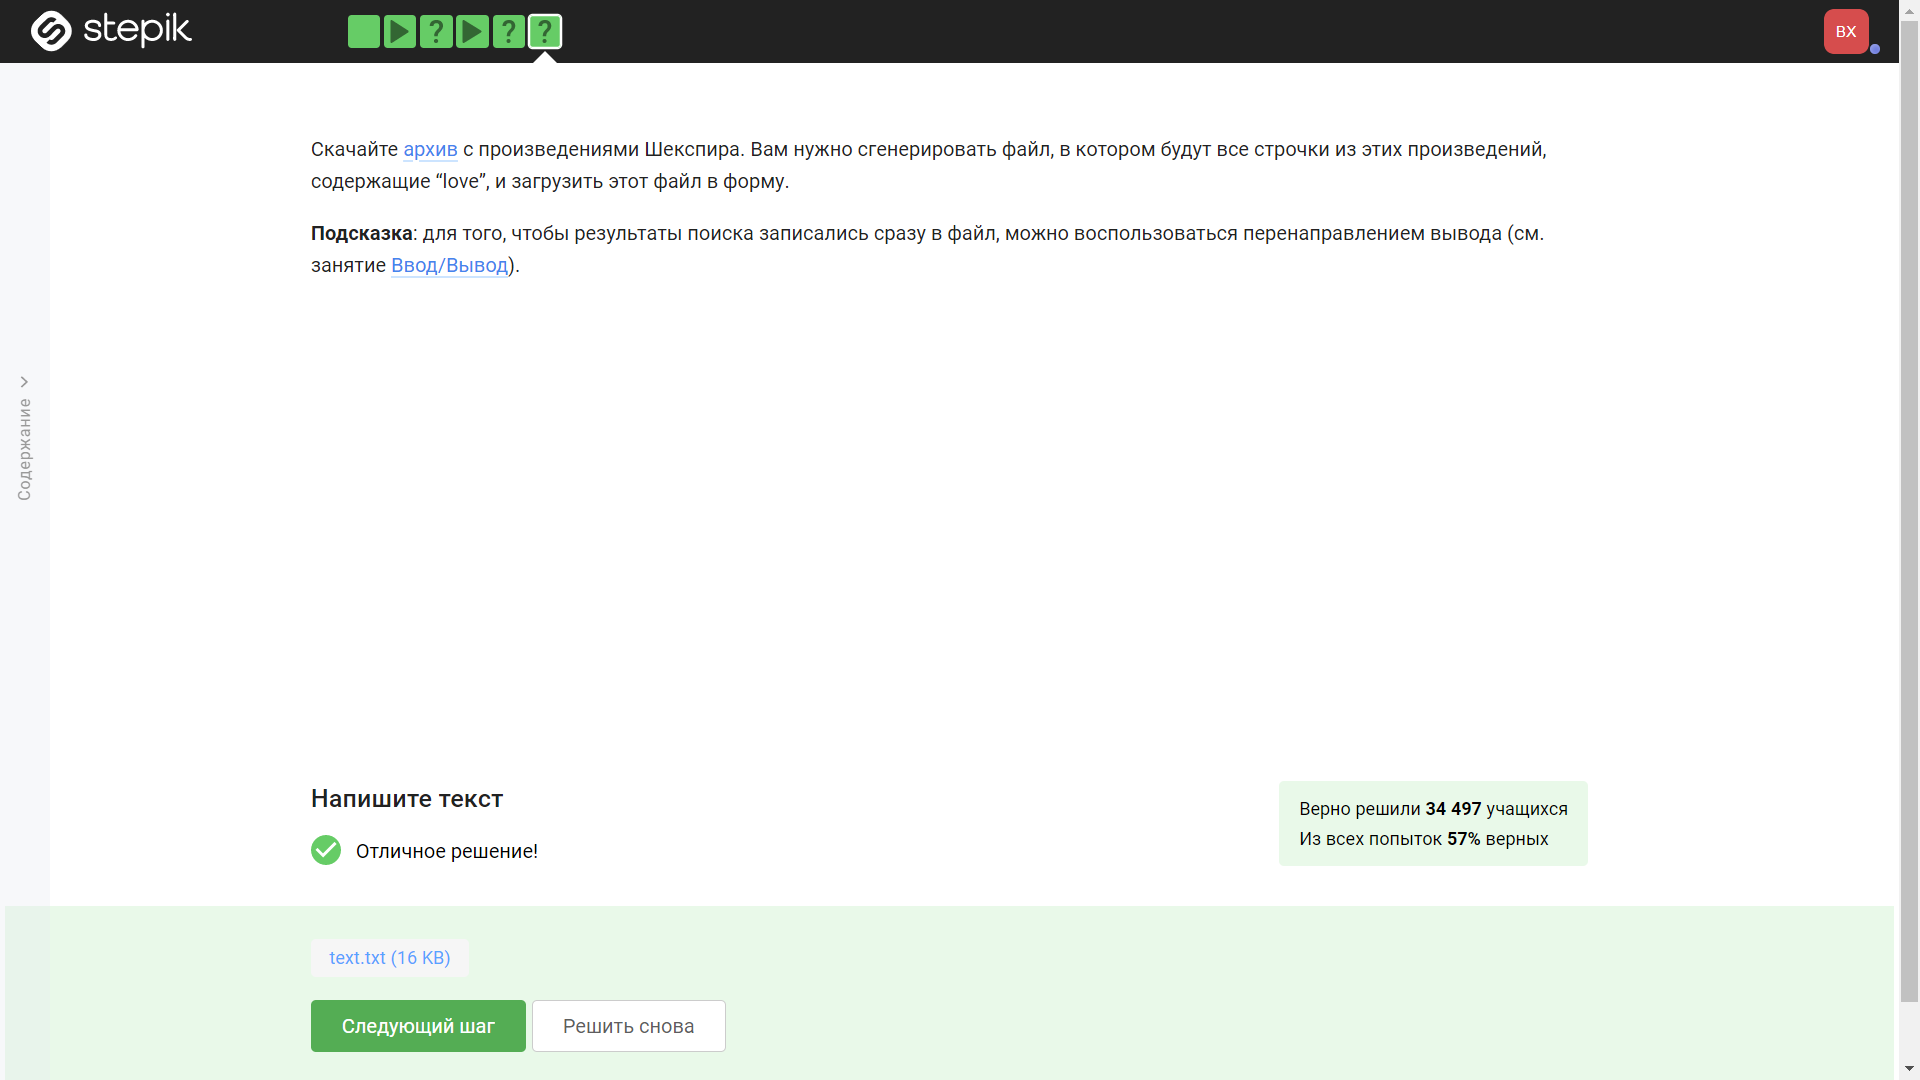 stepik
?
?
?
BX
Скачайте архив с произведениями Шекспира. Вам нужно сгенерировать файл, в котором будут все строчки из этих произведений,
содержащие “love”, и загрузить этот файл в форму.
Подсказка: для того, чтобы результаты поиска записались сразу в файл, можно воспользоваться перенаправлением вывода (см.
занятие Ввод/Вывод).
Содержание
Напишите текст
Отличное решение!
Верно решили 34 497 учащихся
Из всех попыток 57% верных
text.txt (16 KB)
Следующий шаг
Решить снова